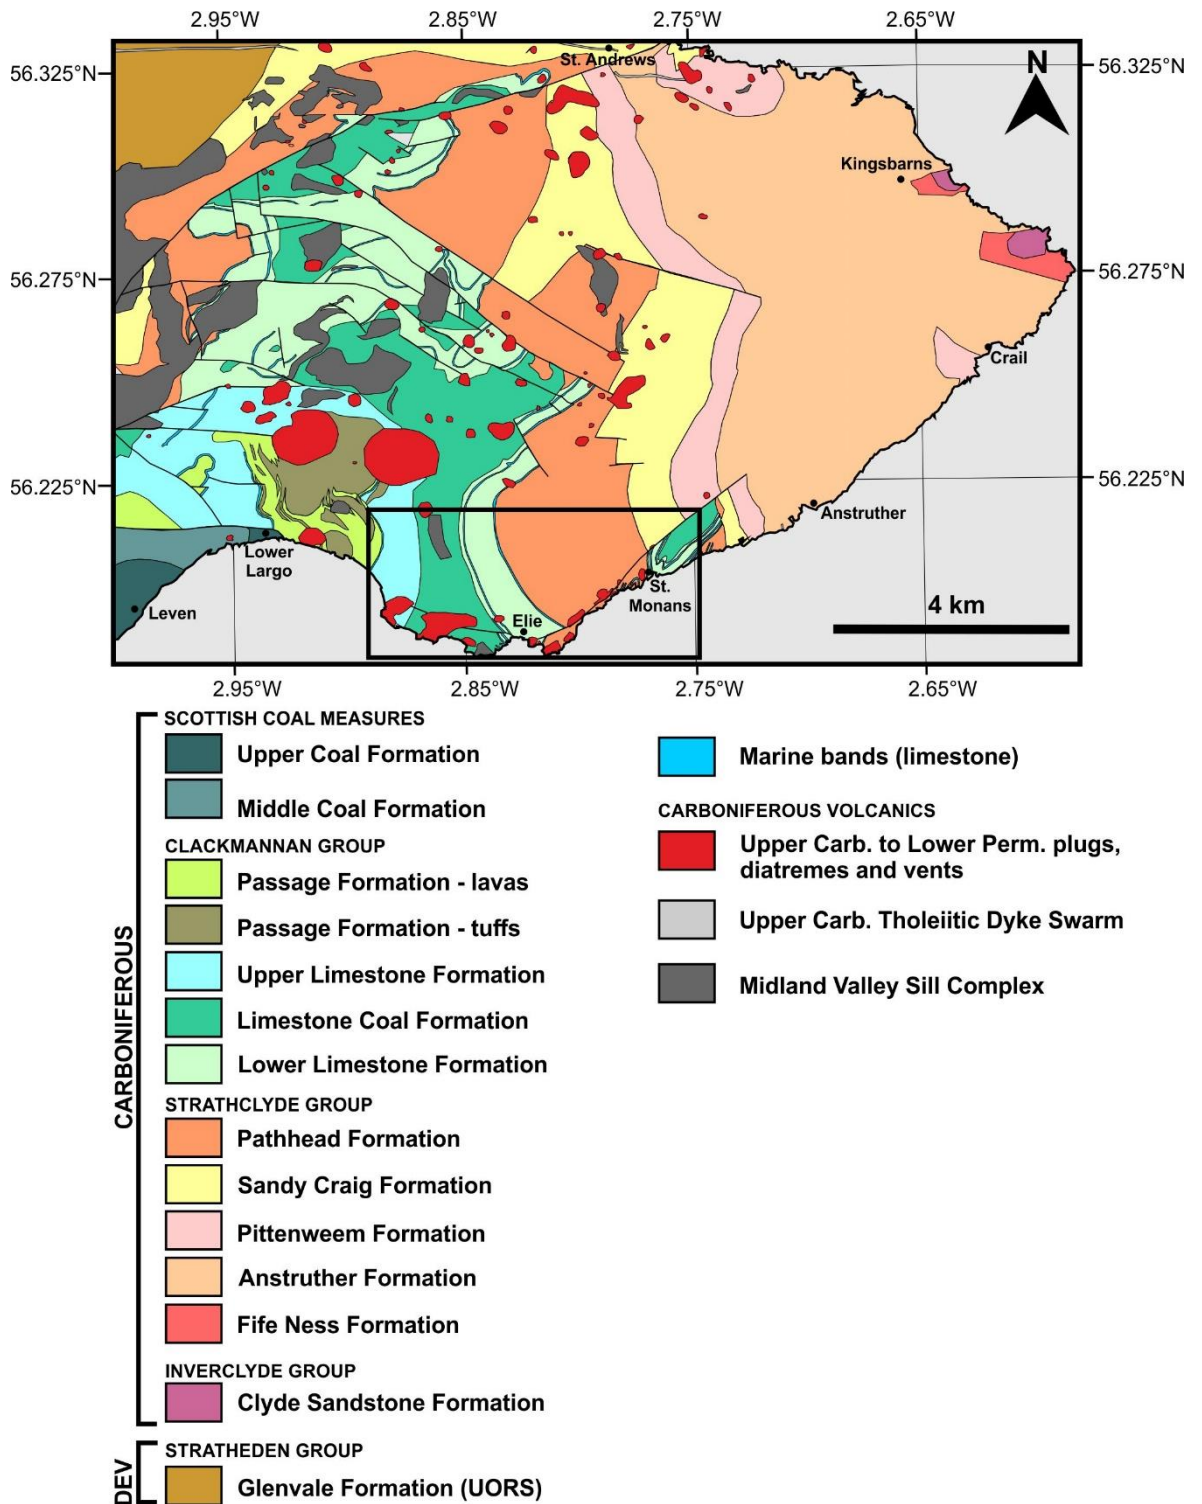 2.95°W 2.85°W 2.75°W 2.65°W
St. Andrews
N
56.325°N 56.325°N
Kingsbarns
56.275°N 56.275°N
Crail
56.225°N 56.225°N
Anstruther
Lower
Largo
Leven
Elie
St.
Monans
4 km
2.95°W 2.85°W 2.75°W 2.65°W
CARBONIFEROUS
SCOTTISH COAL MEASURES
Upper Coal Formation
Middle Coal Formation
CLACKMANNAN GROUP
Passage Formation - lavas
Passage Formation - tuffs
Upper Limestone Formation
Limestone Coal Formation
Lower Limestone Formation
STRATHCLYDE GROUP
Pathhead Formation
Sandy Craig Formation
Pittenweem Formation
Anstruther Formation
Fife Ness Formation
INVERCLYDE GROUP
Clyde Sandstone Formation
DEV
STRATHEDEN GROUP
Glenvale Formation (UORS)
Marine bands (limestone)
CARBONIFEROUS VOLCANICS
Upper Carb. to Lower Perm. plugs,
diatremes and vents
Upper Carb. Tholeiitic Dyke Swarm
Midland Valley Sill Complex